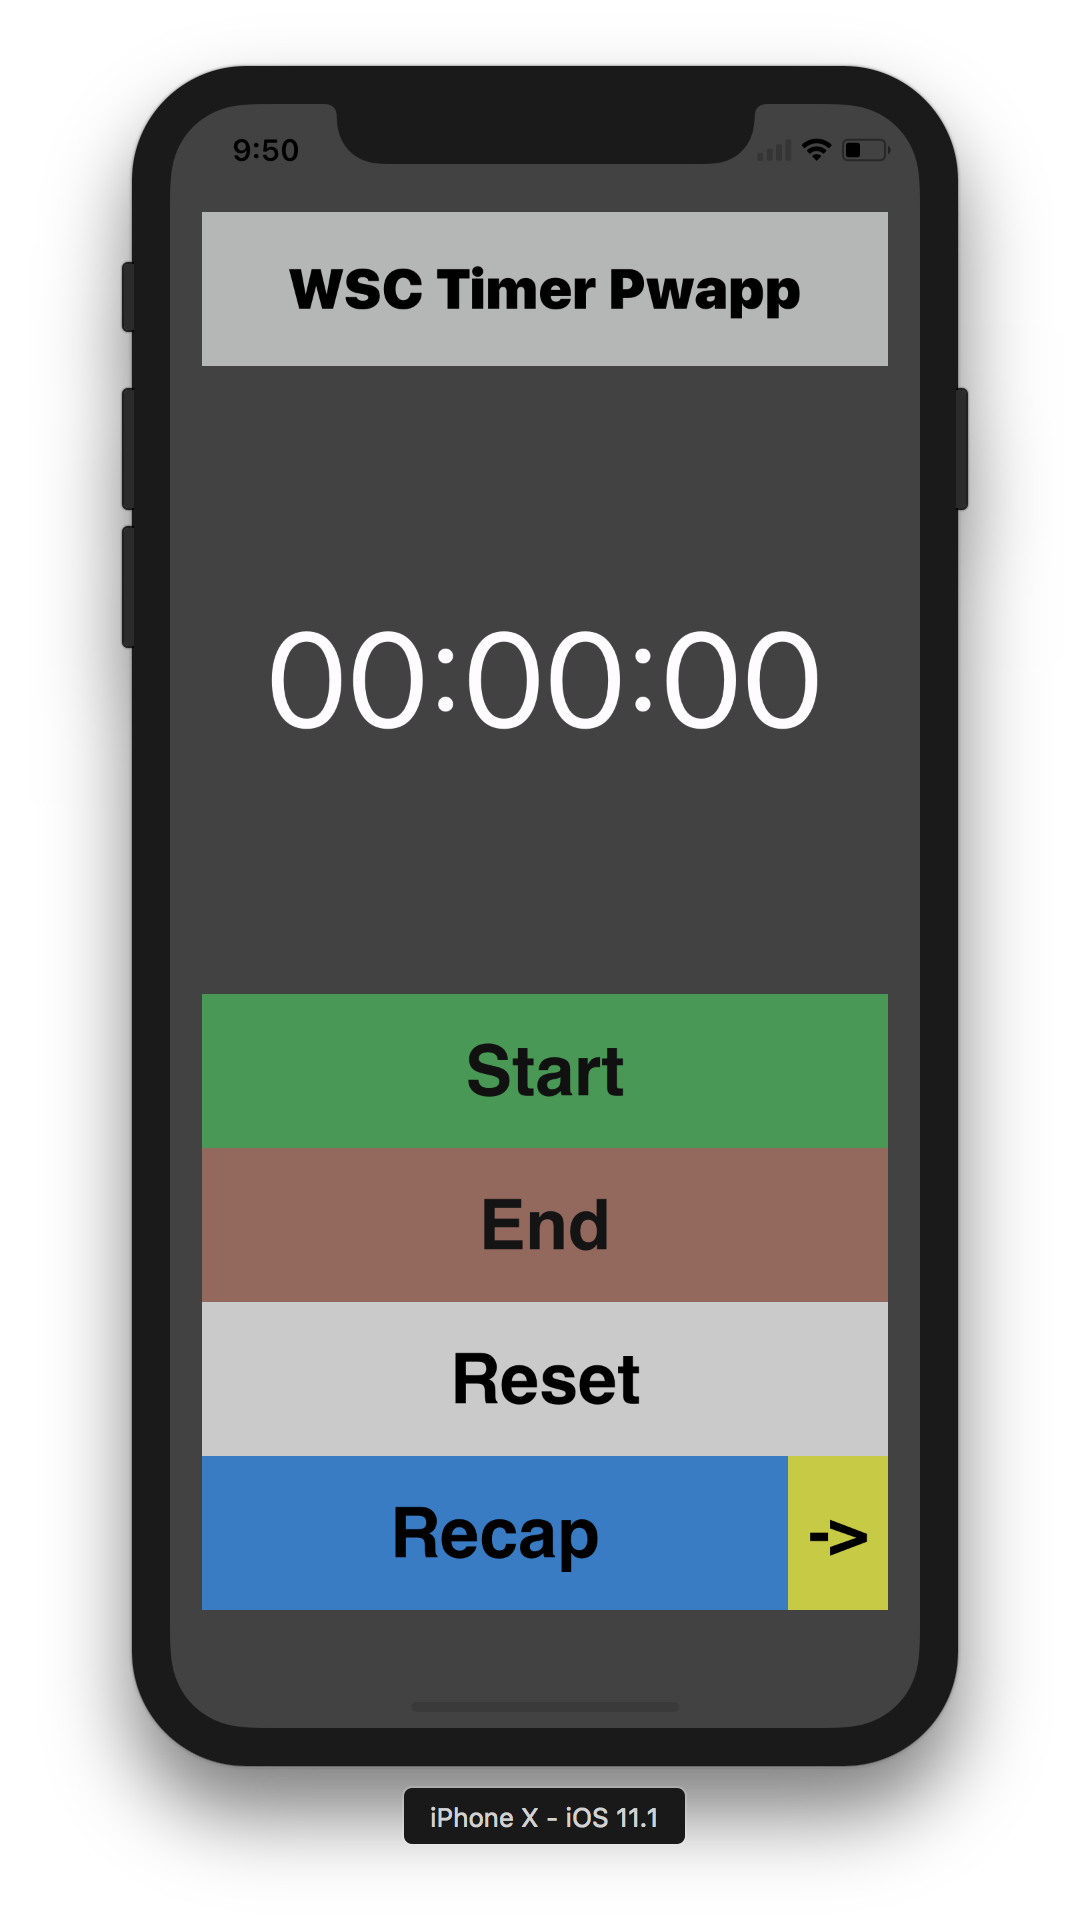 9:50
WSC Timer Pwapp
00:00:00
Start
End
Reset
Recap ->
iPhone X - iOS 11.1